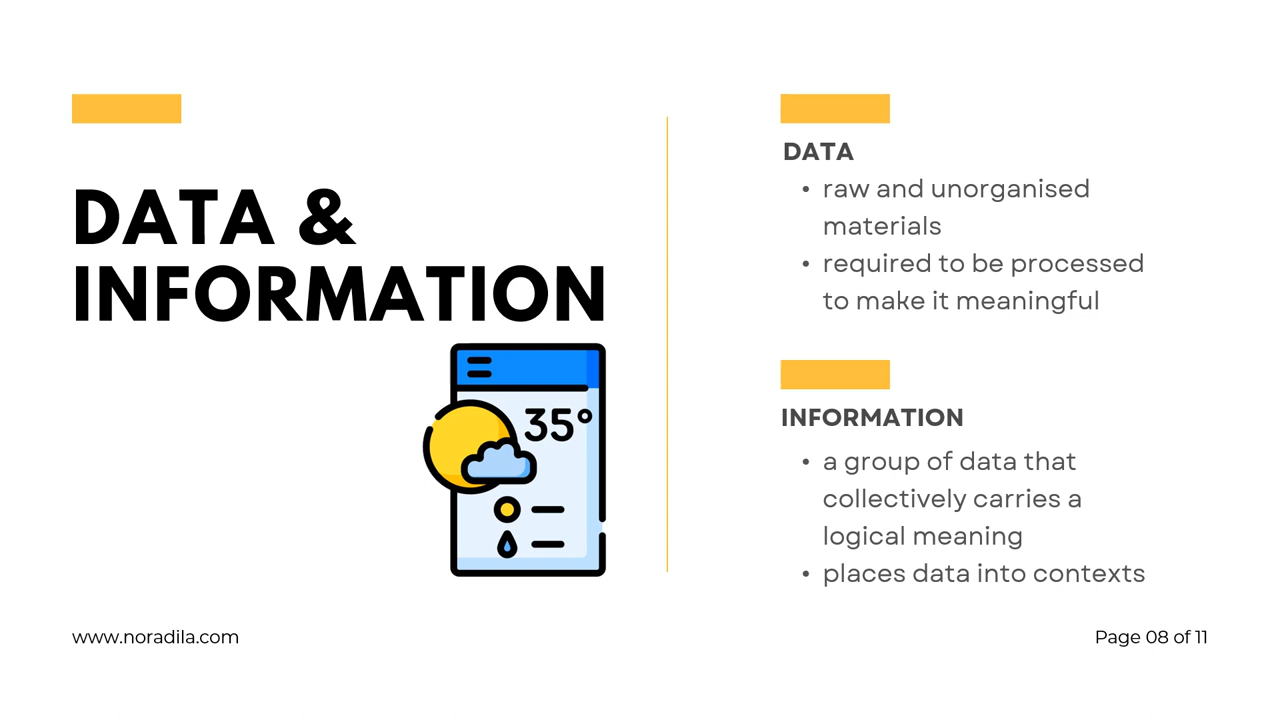 DATA &
INFORMATION
35°
DATA
• raw and unorganised
materials
• required to be processed
to make it meaningful
INFORMATION
• a group of data that
collectively carries a
logical meaning
• places data into contexts
www.noradila.com
Page 08 of 11